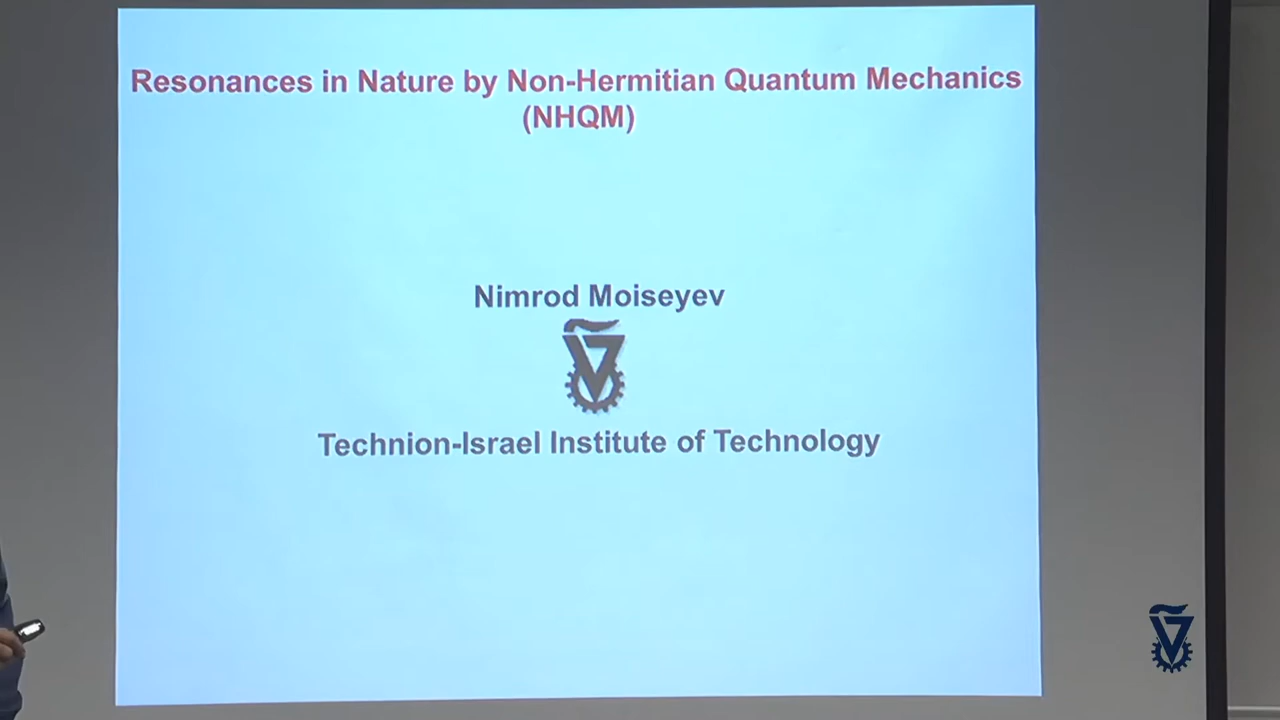 Resonances in Nature by Non-Hermitian Quantum Mechanics
(NHQM)
Nimrod Moiseyev
Technion-Israel Institute of Technology